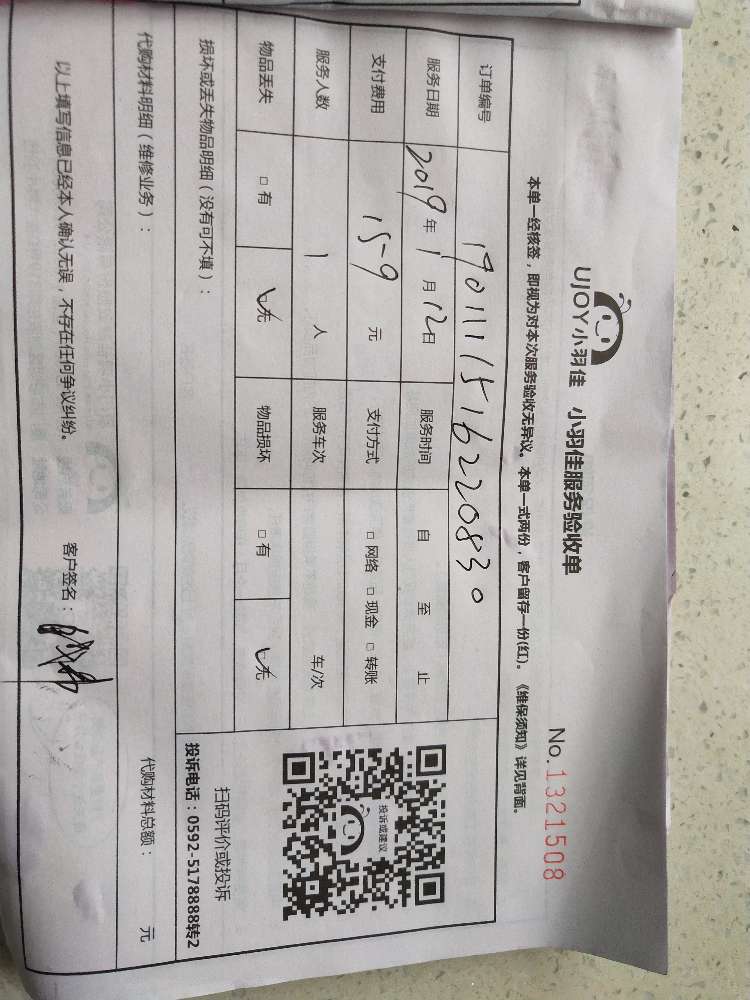 UJOY小羽佳 小羽佳服务验收单
No.1321508
本单一经核签，即视为对本次服务验收无异议。本单一式两份，客户留存一份(红)。《维保须知》详见背面。
订单编号 1901111516220830
服务日期 2019年1月12日 服务时间 自 至 止
支付费用 159元 支付方式 □网络 □现金 □转账
服务人数 1人 服务车次 车/次
物品丢失 □有 无 物品损坏 □有 无
投诉或建议
扫码评价或投诉
投诉电话：0592-5178888转2
损坏或丢失物品明细（没有可不填）：
代购材料明细（维修业务）： 代购材料总额： 元
以上填写信息已经本人确认无误，不存在任何争议纠纷。 客户签名：